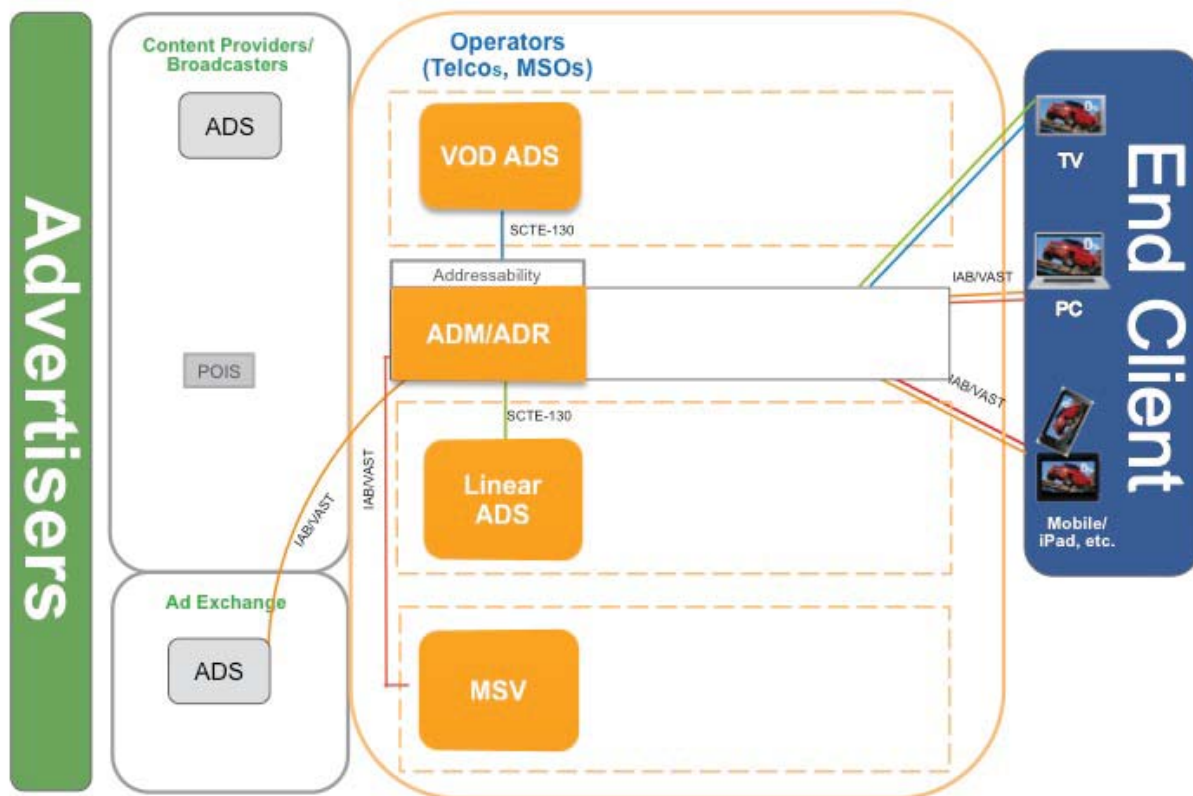 Advertisers
Content Providers/
Broadcasters
ADS
POIS
Ad Exchange
ADS
IAB/VAST
Operators
(Telcos, MSOs)
VOD ADS
SCTE-130
Addressability
ADM/ADR
SCTE-130
IAB/VAST
Linear
ADS
MSV
IAB/VAST
IAB/VAST
TV
PC
Mobile/
iPad, etc.
End Client